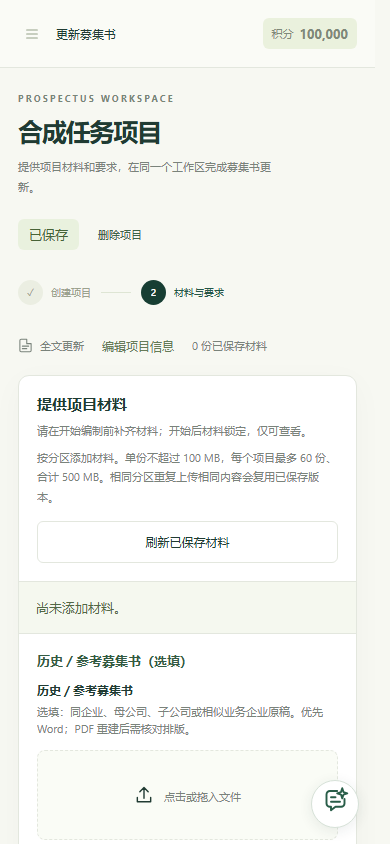 更新募集书
积分 100,000
PROSPECTUS WORKSPACE
合成任务项目
提供项目材料和要求，在同一个工作区完成募集书更
新。
已保存 删除项目
✓ 创建项目 2 材料与要求
全文更新 编辑项目信息 0 份已保存材料
提供项目材料
请在开始编制前补齐材料；开始后材料锁定，仅可查看。
按分区添加材料。单份不超过 100 MB，每个项目最多 60 份、
合计 500 MB。相同分区重复上传相同内容会复用已保存版
本。
刷新已保存材料
尚未添加材料。
历史 / 参考募集书（选填）
历史 / 参考募集书
选填：同企业、母公司、子公司或相似业务企业原稿。优先
Word；PDF 重建后需核对排版。
点击或拖入文件